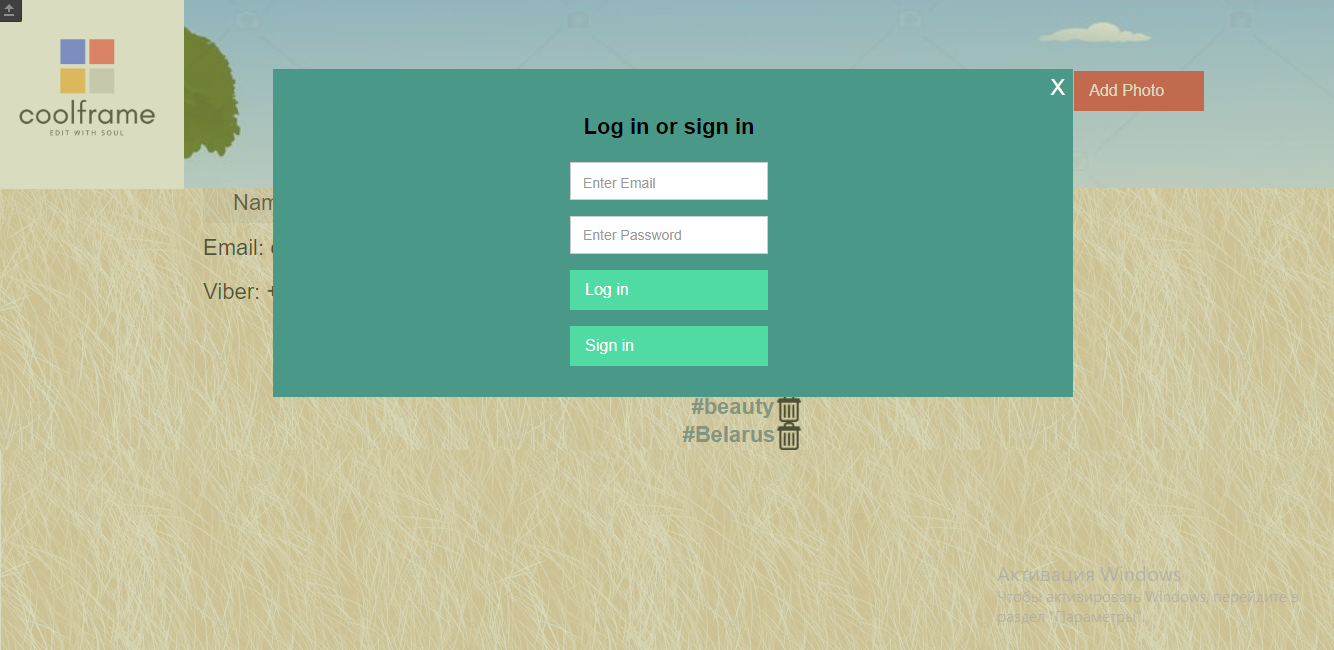 coolframe
EDIT WITH SOUL
X
Add Photo
Log in or sign in
Enter Email
Enter Password
Log in
Sign in
Email:
Viber: +
#beauty
#Belarus
Активация Windows
Чтобы активировать Windows, перейдите в
раздел "Параметры".